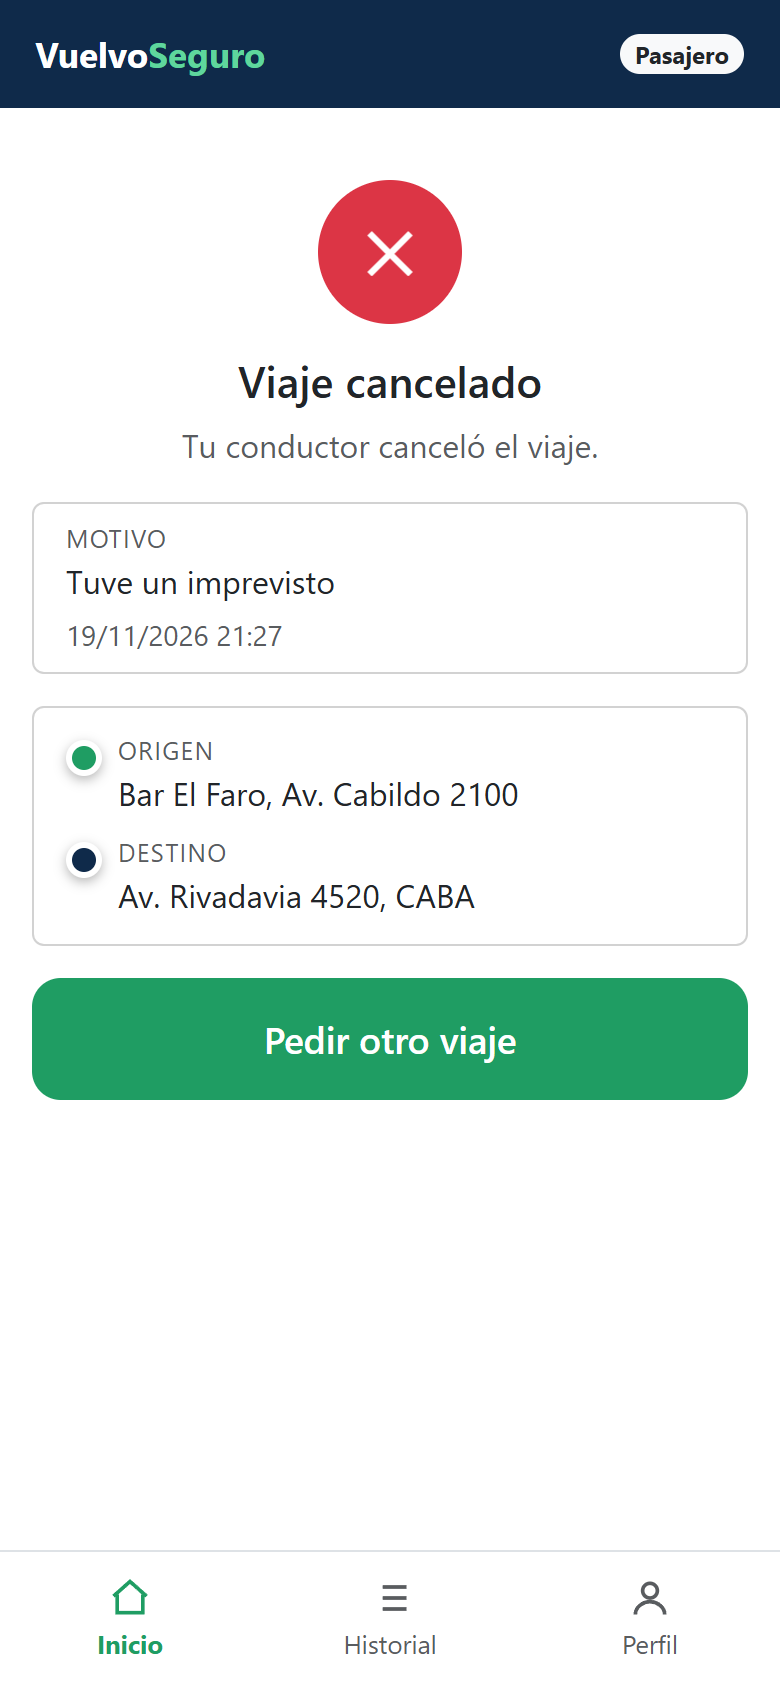 VuelvoSeguro
Pasajero
Viaje cancelado
Tu conductor canceló el viaje.
MOTIVO
Tuve un imprevisto
19/11/2026 21:27
ORIGEN
Bar El Faro, Av. Cabildo 2100
DESTINO
Av. Rivadavia 4520, CABA
Pedir otro viaje
Inicio
Historial
Perfil